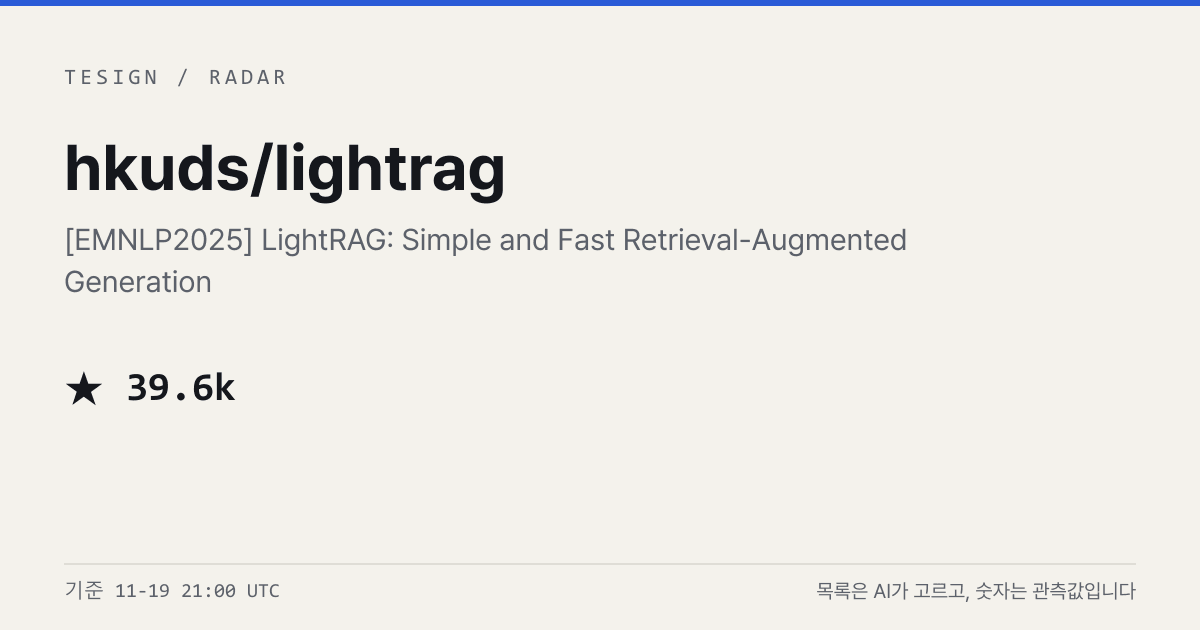 TESIGN / RADAR
hkuds/lightrag
[EMNLP2025] LightRAG: Simple and Fast Retrieval-Augmented
Generation
★ 39.6k
기준 11-19 21:00 UTC
목록은 AI가 고르고, 숫자는 관측값입니다